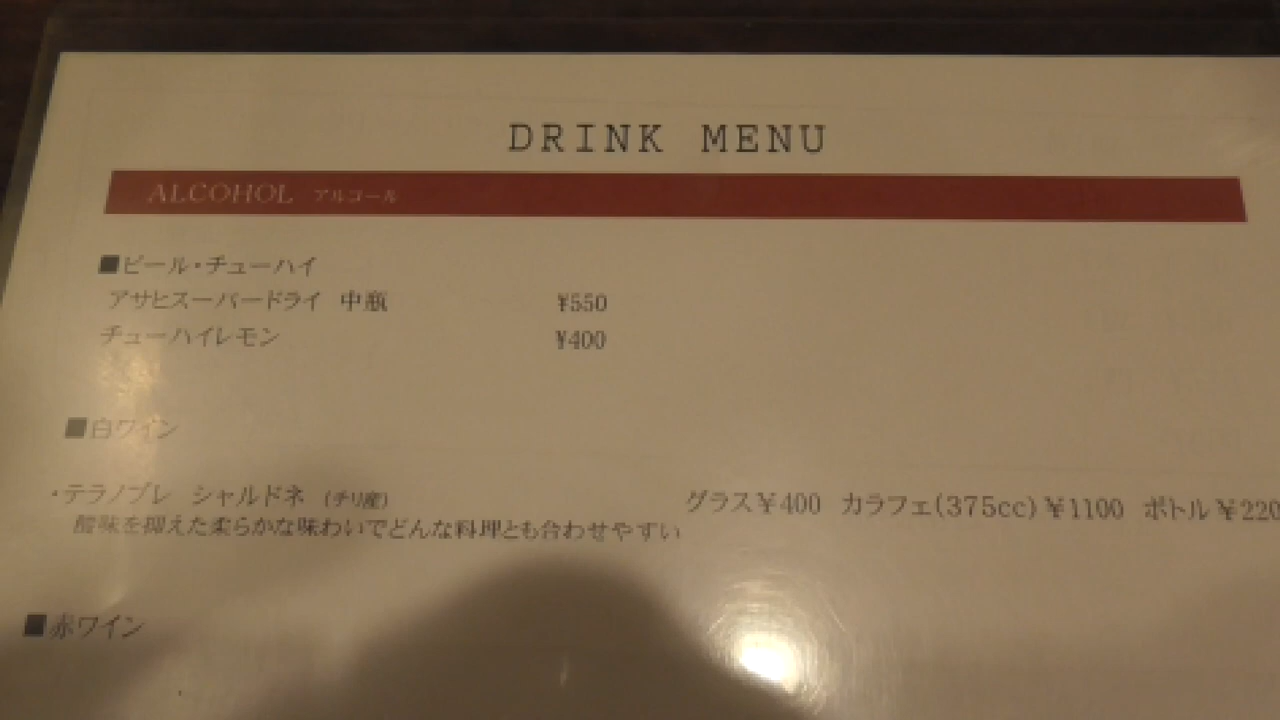 DRINK MENU
ALCOHOL アルコール
■ビール・チューハイ
アサヒスーパードライ 中瓶 ¥550
チューハイレモン ¥400
■白ワイン
・テラノブレ シャルドネ (チリ産) グラス¥400 カラフェ(375cc)¥1100 ボトル¥220
酸味を抑えた柔らかな味わいでどんな料理とも合わせやすい
■赤ワイン